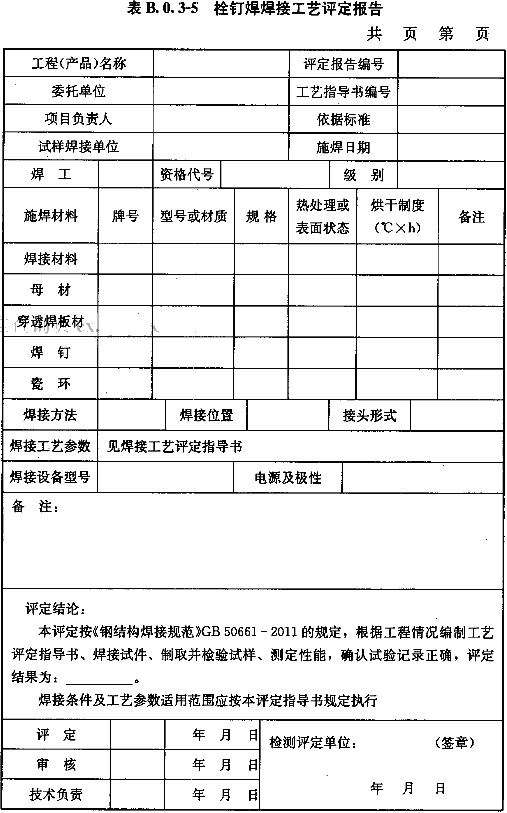 表 B.0.3-5 栓钉焊焊接工艺评定报告
共 页 第 页
工程(产品)名称 评定报告编号
委托单位 工艺指导书编号
项目负责人 依据标准
试样焊接单位 施焊日期
焊 工 资格代号 级 别
施焊材料 牌号 型号或材质 规格 热处理或表面状态 烘干制度(℃×h) 备注
焊接材料
母 材
穿透焊板材
焊 钉
瓷 环
焊接方法 焊接位置 接头形式
焊接工艺参数 见焊接工艺评定指导书
焊接设备型号 电源及极性
备 注：
评定结论：
本评定按《钢结构焊接规范》GB 50661-2011 的规定，根据工程情况编制工艺
评定指导书、焊接试件、制取并检验试样、测定性能，确认试验记录正确，评定
结果为：________。
焊接条件及工艺参数适用范围应按本评定指导书规定执行
评 定 年 月 日 检测评定单位： (签章)
审 核 年 月 日
技术负责 年 月 日 年 月 日